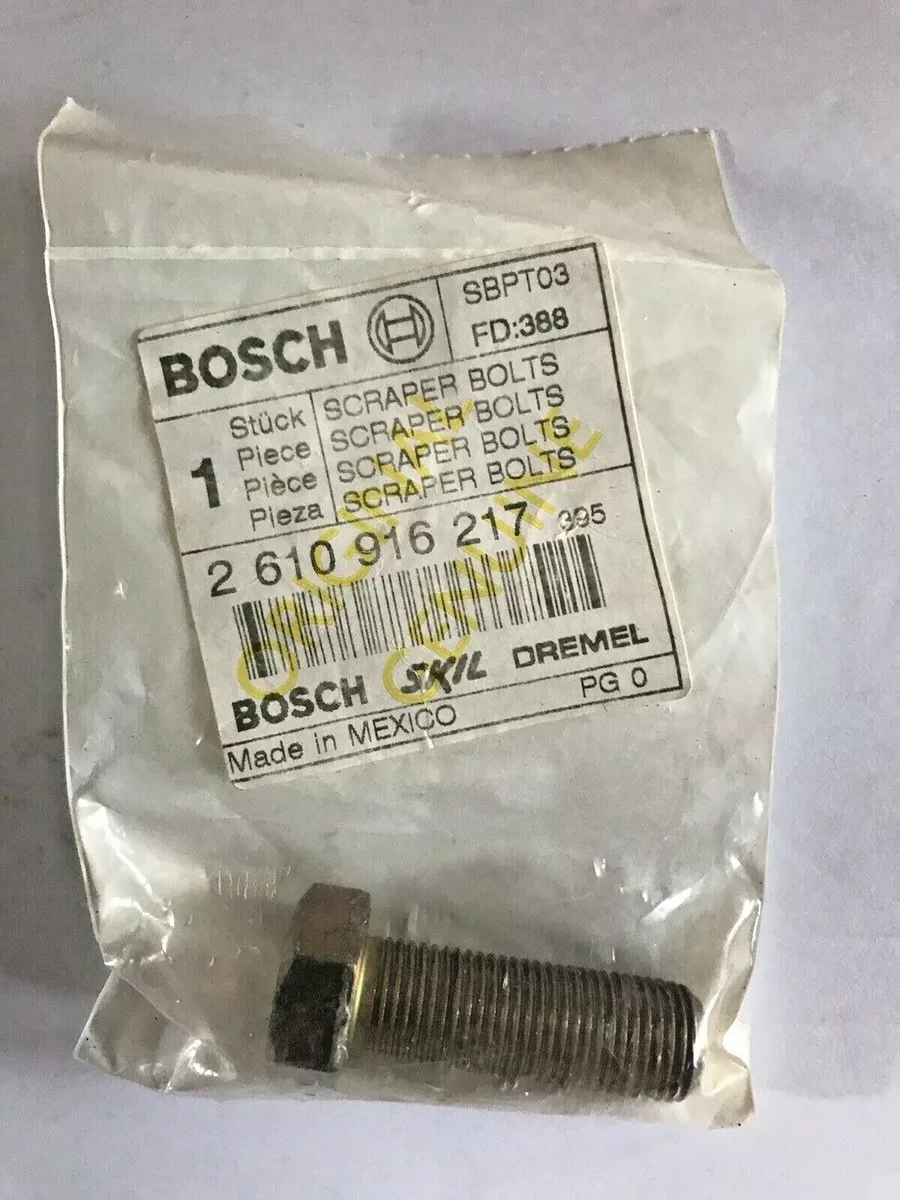 BOSCH
SBPT03
FD:388
1
Stück
Piece
Pièce
Pieza
SCRAPER BOLTS
SCRAPER BOLTS
SCRAPER BOLTS
SCRAPER BOLTS
ORIGINAL
GENUINE
2 610 916 217 395
BOSCH SKIL DREMEL
Made in MEXICO
PG 0